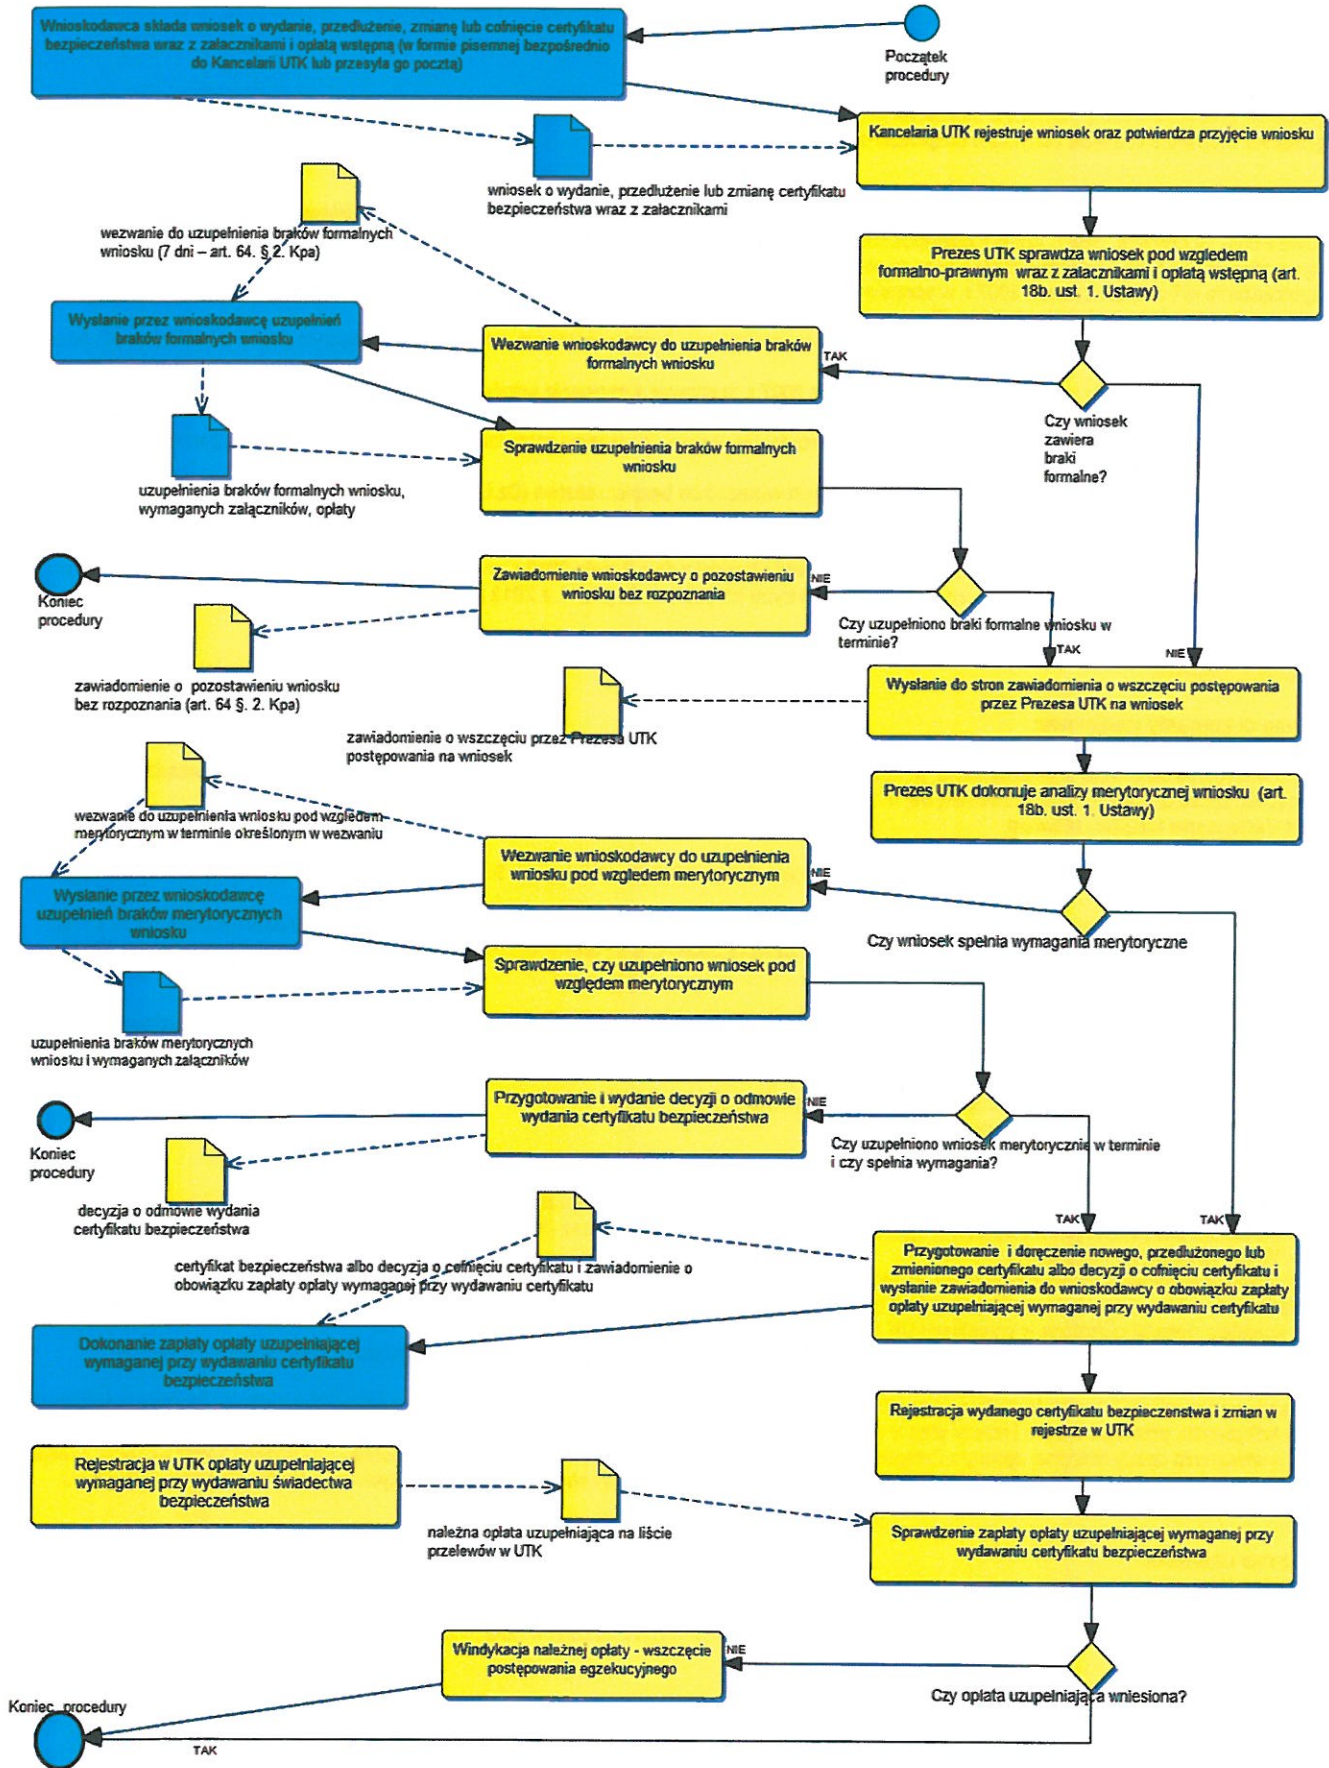 Wnioskodawca składa wniosek o wydanie, przedłużenie, zmianę lub cofnięcie certyfikatu
bezpieczeństwa wraz z załacznikami i opłatą wstępną (w formie pisemnej bezpośrednio
do Kancelarii UTK lub przesyła go pocztą)
Początek
procedury
Kancelaria UTK rejestruje wniosek oraz potwierdza przyjęcie wniosku
wniosek o wydanie, przedłużenie lub zmianę certyfikatu
bezpieczeństwa wraz z załacznikami
wezwanie do uzupełnienia braków formalnych
wniosku (7 dni – art. 64. § 2. Kpa)
Prezes UTK sprawdza wniosek pod wzgledem
formalno-prawnym wraz z załacznikami i opłatą wstępną (art.
18b. ust. 1. Ustawy)
Wysłanie przez wnioskodawcę uzupełnień
braków formalnych wniosku
Wezwanie wnioskodawcy do uzupełnienia braków
formalnych wniosku
TAK
Czy wniosek
zawiera
braki
formalne?
Sprawdzenie uzupełnienia braków formalnych
wniosku
uzupełnienia braków formalnych wniosku,
wymaganych załączników, opłaty
Koniec
procedury
Zawiadomienie wnioskodawcy o pozostawieniu
wniosku bez rozpoznania
NIE
Czy uzupełniono braki formalne wniosku w
terminie?
TAK
NIE
zawiadomienie o pozostawieniu wniosku
bez rozpoznania (art. 64 §. 2. Kpa)
Wysłanie do stron zawiadomienia o wszczęciu postępowania
przez Prezesa UTK na wniosek
zawiadomienie o wszczęciu przez Prezesa UTK
postępowania na wniosek
Prezes UTK dokonuje analizy merytorycznej wniosku (art.
18b. ust. 1. Ustawy)
wezwanie do uzupełnienia wniosku pod wzgledem
merytorycznym w terminie określonym w wezwaniu
Wezwanie wnioskodawcy do uzupełnienia
wniosku pod względem merytorycznym
NIE
Czy wniosek spełnia wymagania merytoryczne
Wysłanie przez wnioskodawcę
uzupełnień braków merytorycznych
wniosku
Sprawdzenie, czy uzupełniono wniosek pod
względem merytorycznym
uzupełnienia braków merytorycznych
wniosku i wymaganych załączników
Przygotowanie i wydanie decyzji o odmowie
wydania certyfikatu bezpieczeństwa
NIE
Czy uzupełniono wniosek merytorycznie w terminie
i czy spełnia wymagania?
Koniec
procedury
decyzja o odmowie wydania
certyfikatu bezpieczeństwa
TAK
TAK
certyfikat bezpieczeństwa albo decyzja o cofnięciu certyfikatu i zawiadomienie o
obowiązku zapłaty opłaty wymaganej przy wydawaniu certyfikatu
Przygotowanie i doręczenie nowego, przedłużonego lub
zmienionego certyfikatu albo decyzji o cofnięciu certyfikatu i
wysłanie zawiadomienia do wnioskodawcy o obowiązku zapłaty
opłaty uzupełniającej wymaganej przy wydawaniu certyfikatu
Dokonanie zapłaty opłaty uzupełniającej
wymaganej przy wydawaniu certyfikatu
bezpieczeństwa
Rejestracja wydanego certyfikatu bezpieczenstwa i zmian w
rejestrze w UTK
Rejestracja w UTK opłaty uzupełniającej
wymaganej przy wydawaniu świadectwa
bezpieczeństwa
należna opłata uzupełniająca na liście
przelewów w UTK
Sprawdzenie zapłaty opłaty uzupełniającej wymaganej przy
wydawaniu certyfikatu bezpieczeństwa
Windykacja należnej opłaty - wszczęcie
postępowania egzekucyjnego
NIE
Czy opłata uzupełniająca wniesiona?
Koniec procedury
TAK